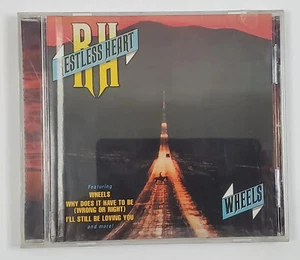 RESTLESS HEART
RH
Featuring
WHEELS
WHY DOES IT HAVE TO BE
(WRONG OR RIGHT)
I'LL STILL BE LOVING YOU
and more!
WHEELS